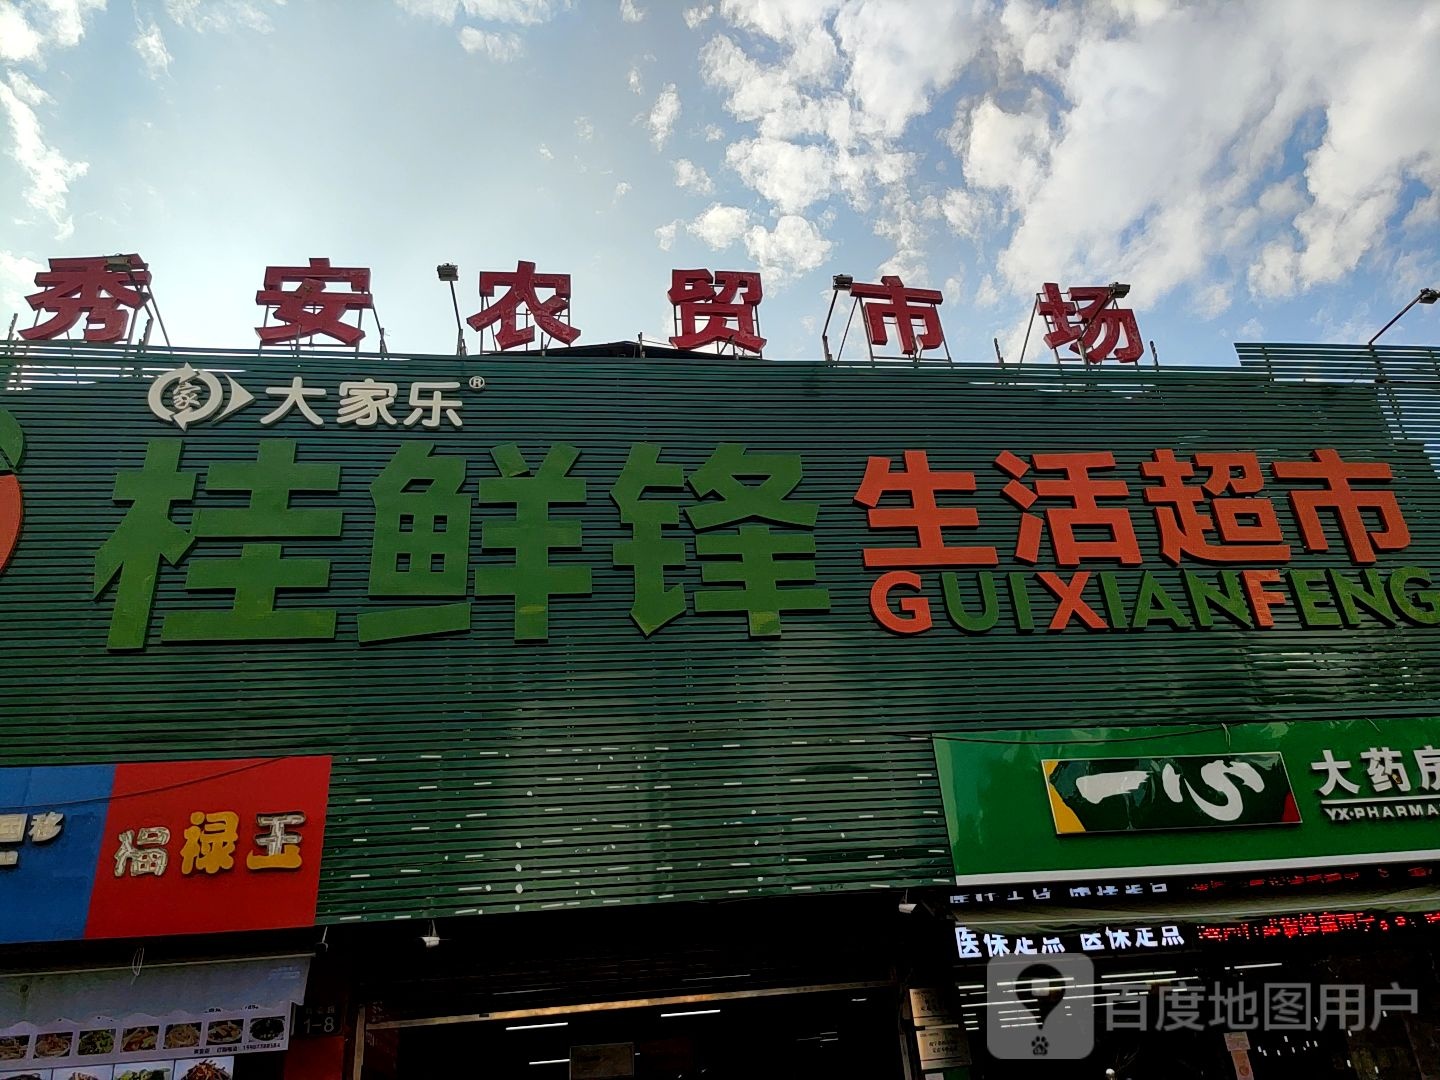 秀安农贸市场
大家乐®
桂鲜锋 生活超市
GUIXIANFENG
一心 大药房
YX·PHARMA
福禄玉
移
医保定点 医保定点
1-8
百度地图用户